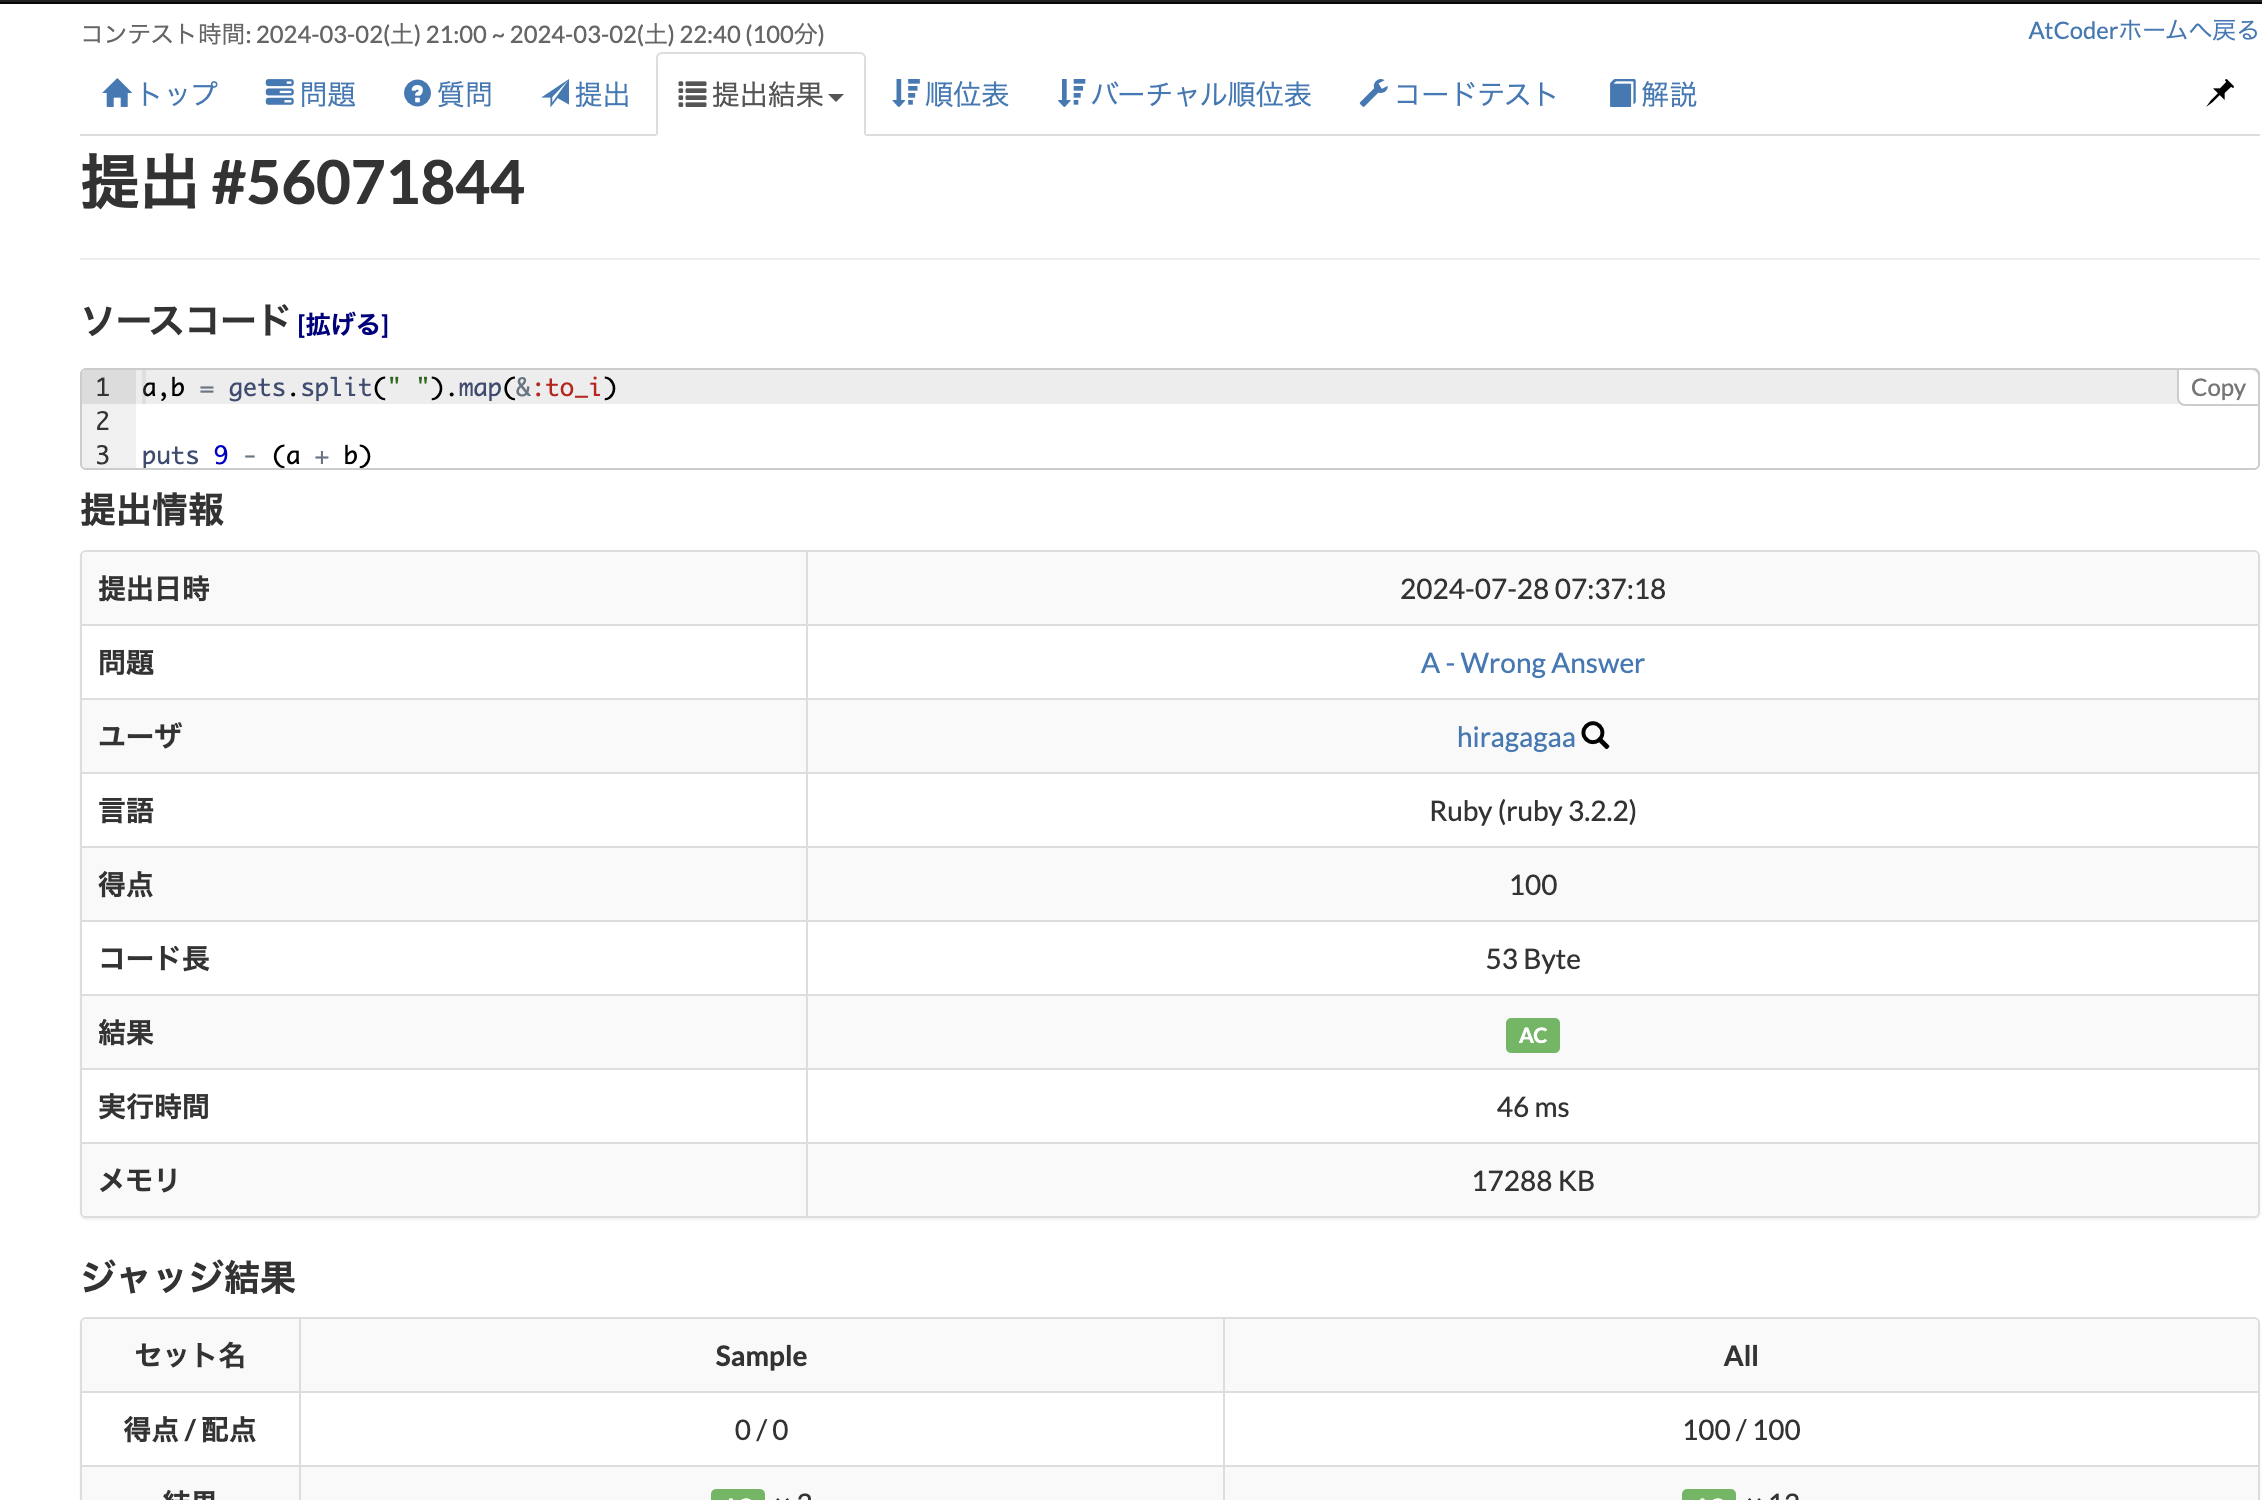 コンテスト時間: 2024-03-02(土) 21:00 ~ 2024-03-02(土) 22:40 (100分)
AtCoderホームへ戻る
トップ 問題 質問 提出 提出結果 順位表 バーチャル順位表 コードテスト 解説
提出 #56071844
ソースコード [拡げる]
1 a,b = gets.split(" ").map(&:to_i)
Copy
2
3 puts 9 - (a + b)
提出情報
提出日時 2024-07-28 07:37:18
問題 A - Wrong Answer
ユーザ hiragagaa
言語 Ruby (ruby 3.2.2)
得点 100
コード長 53 Byte
結果 AC
実行時間 46 ms
メモリ 17288 KB
ジャッジ結果
セット名 Sample All
得点 / 配点 0 / 0 100 / 100
結果